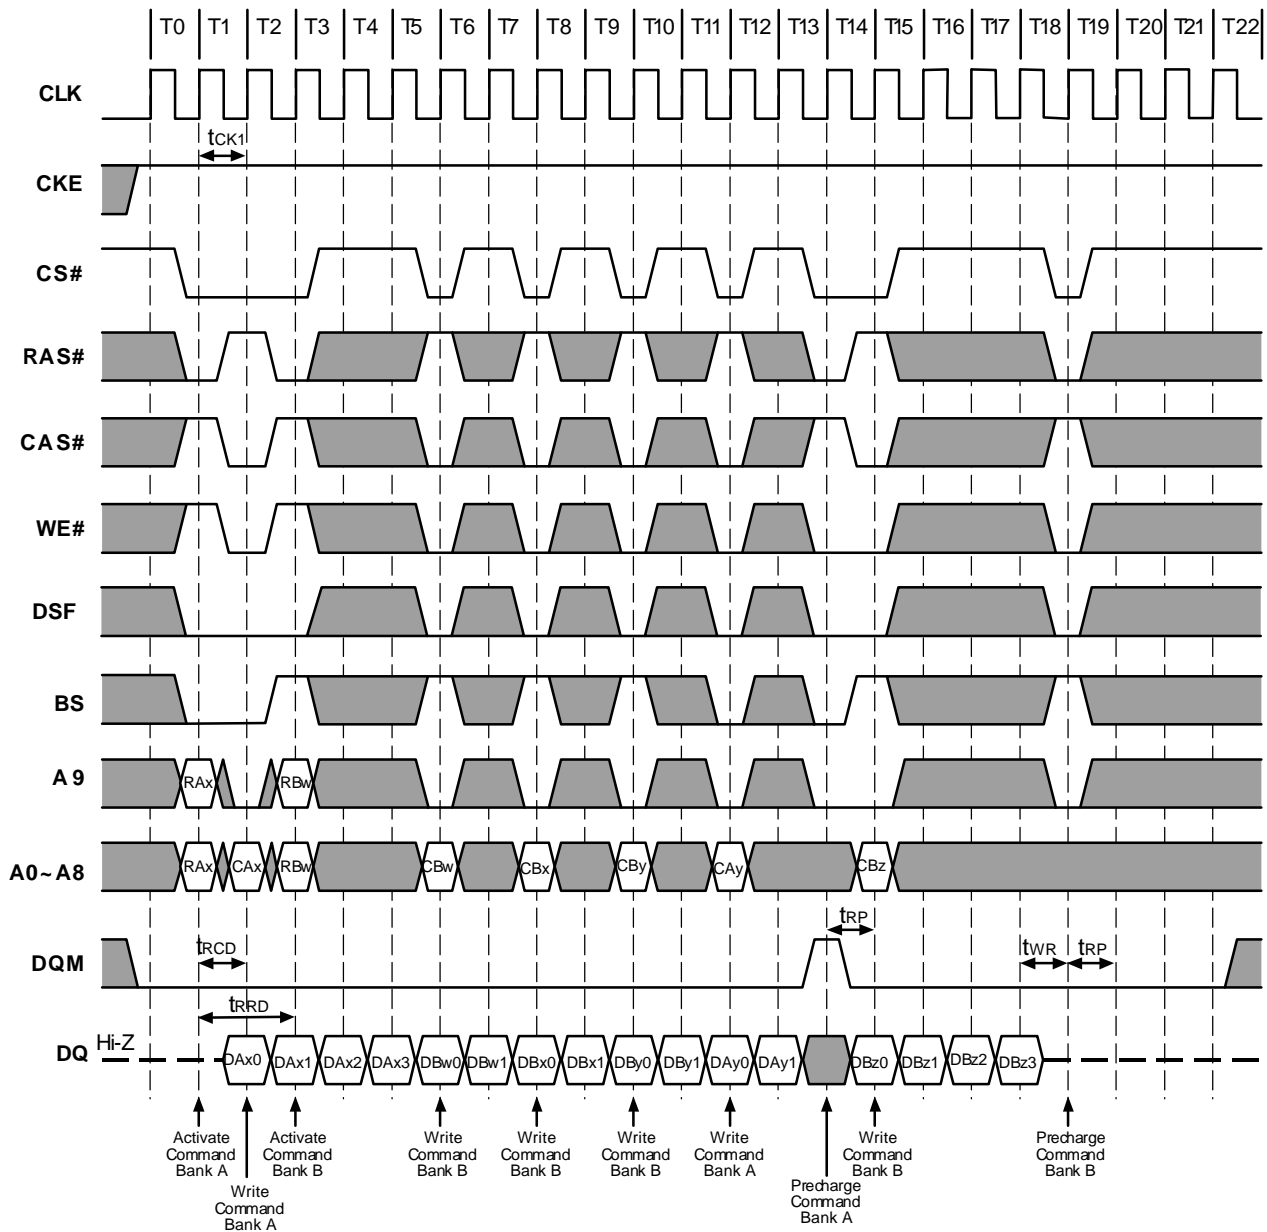 T0 T1 T2 T3 T4 T5 T6 T7 T8 T9 T10 T11 T12 T13 T14 T15 T16 T17 T18 T19 T20 T21 T22
CLK
tCK1
CKE
CS#
RAS#
CAS#
WE#
DSF
BS
A9 RAx RBw
A0~A8 RAx CAx RBw CBw CBx CBy CAy CBz
tRP
DQM tRCD tWR tRP
tRRD
DQ Hi-Z DAx0 DAx1 DAx2 DAx3 DBw0 DBw1 DBx0 DBx1 DBy0 DBy1 DAy0 DAy1 DBz0 DBz1 DBz2 DBz3
Activate
Command
Bank A
Write
Command
Bank A
Activate
Command
Bank B
Write
Command
Bank B
Write
Command
Bank B
Write
Command
Bank B
Write
Command
Bank A
Precharge
Command
Bank A
Write
Command
Bank B
Precharge
Command
Bank B